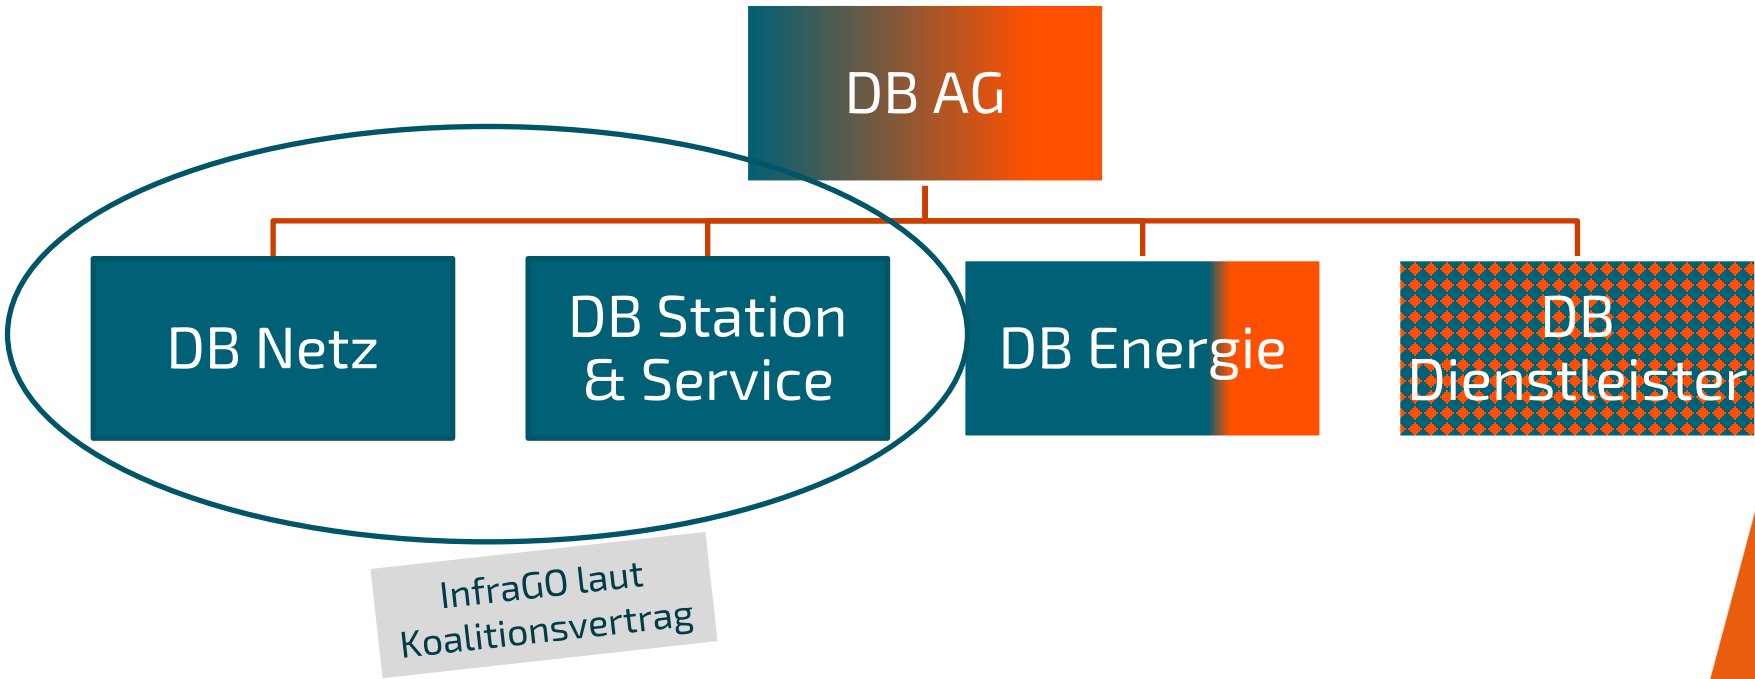 DB AG
DB Netz
DB Station
& Service
DB Energie
DB
Dienstleister
InfraGO laut
Koalitionsvertrag